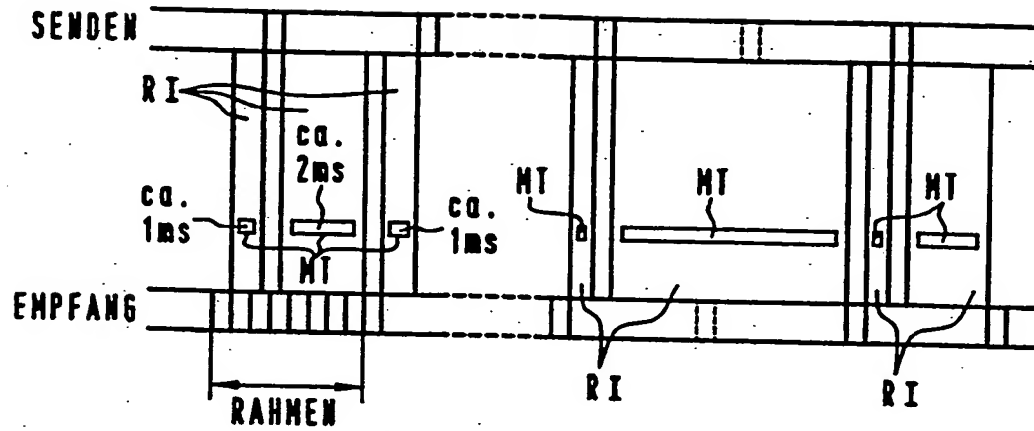 SENDEN
RI
ca.
2ms
ca.
1ms
ca.
1ms
MT
MT
MT
MT
EMPFANG
RAHMEN
RI
RI